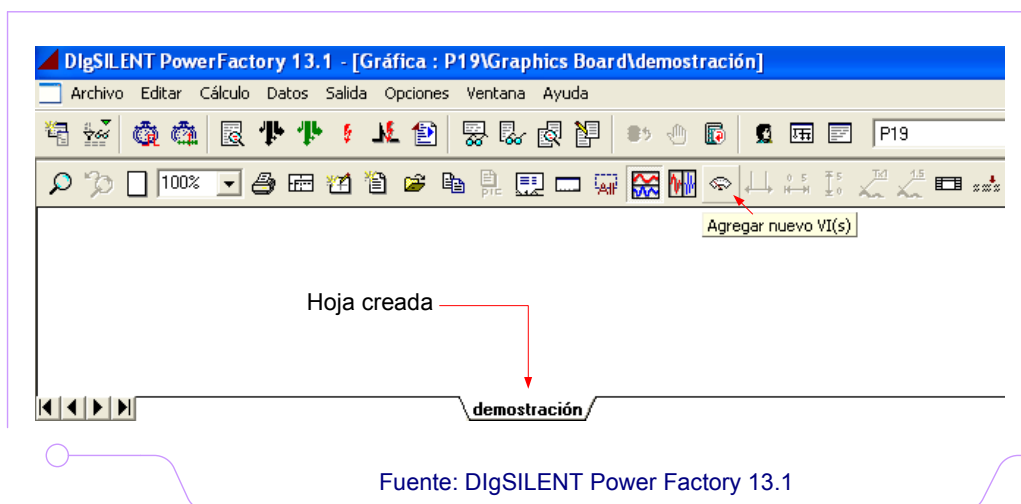 DIgSILENT PowerFactory 13.1 - [Gráfica : P19\Graphics Board\demostración]
Archivo Editar Cálculo Datos Salida Opciones Ventana Ayuda
P19
100%
Agregar nuevo VI(s)
Hoja creada
demostración
Fuente: DIgSILENT Power Factory 13.1